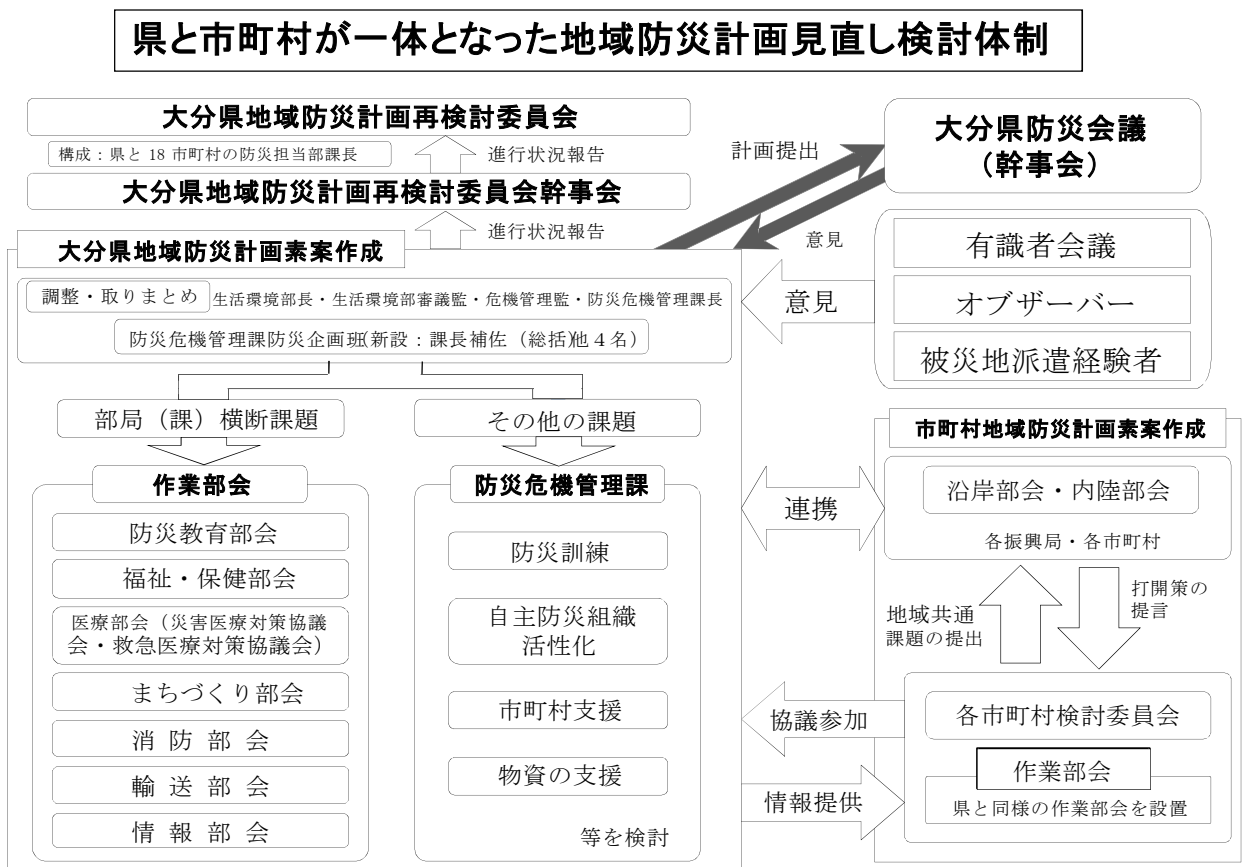 県と市町村が一体となった地域防災計画見直し検討体制
大分県地域防災計画再検討委員会
構成：県と 18 市町村の防災担当部課長
進行状況報告
大分県地域防災計画再検討委員会幹事会
進行状況報告
計画提出
意見
大分県防災会議
（幹事会）
有識者会議
オブザーバー
被災地派遣経験者
意見
大分県地域防災計画素案作成
調整・取りまとめ
生活環境部長・生活環境部審議監・危機管理監・防災危機管理課長
防災危機管理課防災企画班(新設：課長補佐（総括)他４名）
部局（課）横断課題
その他の課題
作業部会
防災教育部会
福祉・保健部会
医療部会（災害医療対策協議
会・救急医療対策協議会）
まちづくり部会
消 防 部 会
輸 送 部 会
情 報 部 会
防災危機管理課
防災訓練
自主防災組織
活性化
市町村支援
物資の支援
等を検討
連携
協議参加
情報提供
市町村地域防災計画素案作成
沿岸部会・内陸部会
各振興局・各市町村
地域共通
課題の提出
打開策の
提言
各市町村検討委員会
作業部会
県と同様の作業部会を設置